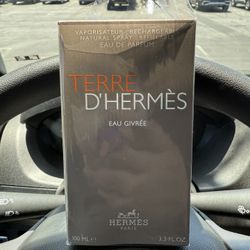 VAPORISATEUR · RECHARGEABLE
NATURAL SPRAY · REFILLABLE
EAU DE PARFUM
TERRE
D'HERMÈS
EAU GIVRÉE
HERMÈS
PARIS
100 ML ℮
3.3 FL.OZ.